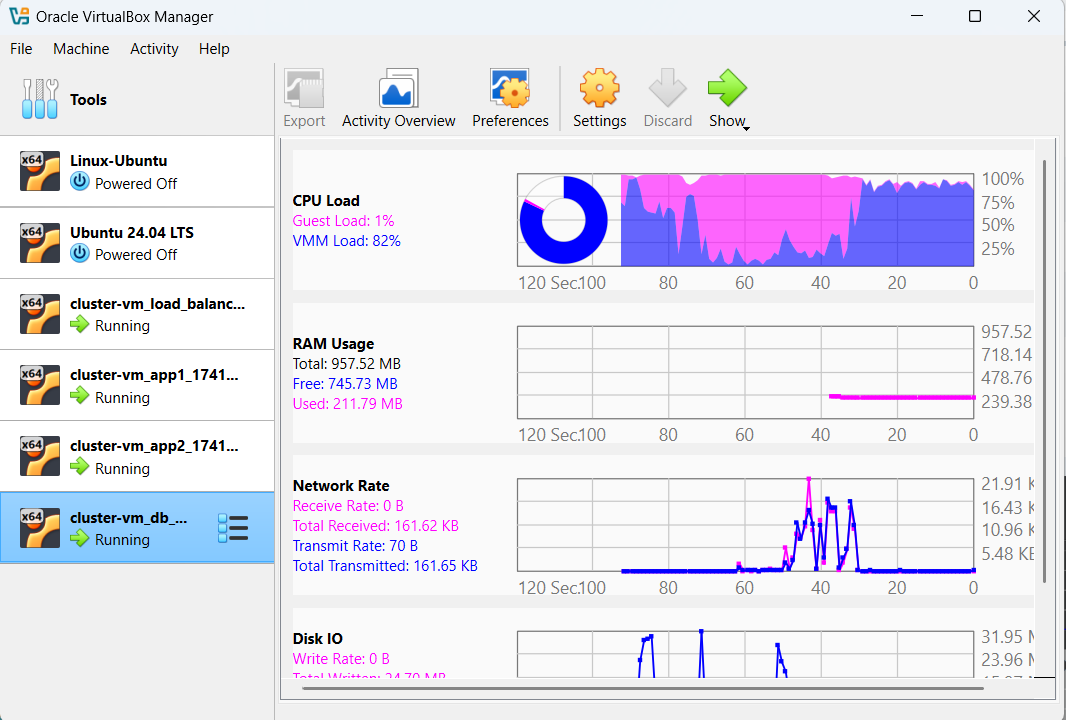 Oracle VirtualBox Manager
File Machine Activity Help
Tools
Export Activity Overview Preferences Settings Discard Show
x64 Linux-Ubuntu
Powered Off
x64 Ubuntu 24.04 LTS
Powered Off
x64 cluster-vm_load_balanc...
Running
x64 cluster-vm_app1_1741...
Running
x64 cluster-vm_app2_1741...
Running
x64 cluster-vm_db_...
Running
CPU Load
Guest Load: 1%
VMM Load: 82%
100%
75%
50%
25%
120 Sec. 100 80 60 40 20 0
RAM Usage
Total: 957.52 MB
Free: 745.73 MB
Used: 211.79 MB
957.52
718.14
478.76
239.38
120 Sec. 100 80 60 40 20 0
Network Rate
Receive Rate: 0 B
Total Received: 161.62 KB
Transmit Rate: 70 B
Total Transmitted: 161.65 KB
21.91 K
16.43 K
10.96 K
5.48 KB
120 Sec. 100 80 60 40 20 0
Disk IO
Write Rate: 0 B
Total Written: 24.70 MB
31.95 M
23.96 M